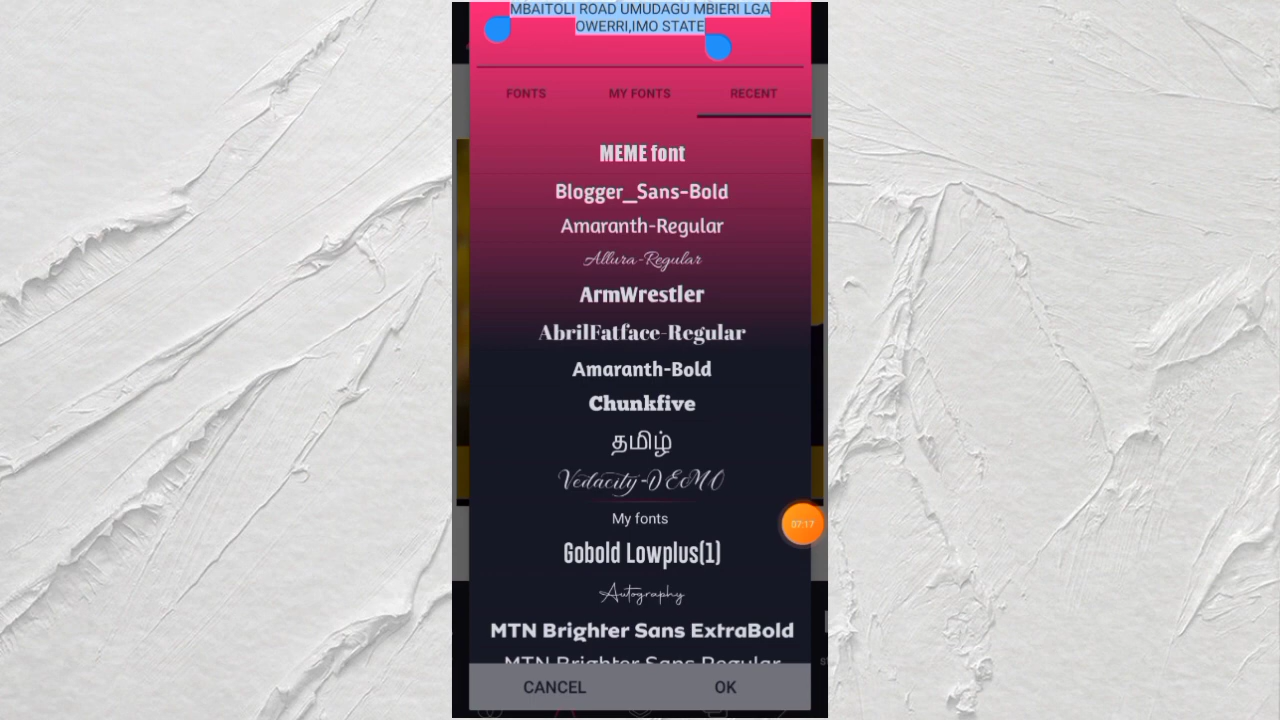 MBAITOLI ROAD UMUDAGU MBIERI LGA
OWERRI,IMO STATE
FONTS MY FONTS RECENT
MEME font
Blogger_Sans-Bold
Amaranth-Regular
Allura-Regular
ArmWrestler
AbrilFatface-Regular
Amaranth-Bold
Chunkfive
தமிழ்
Vedacity-DEMO
My fonts
07:17
Gobold Lowplus(1)
Autography
MTN Brighter Sans ExtraBold
MTN Brighter Sans Regular
CANCEL OK